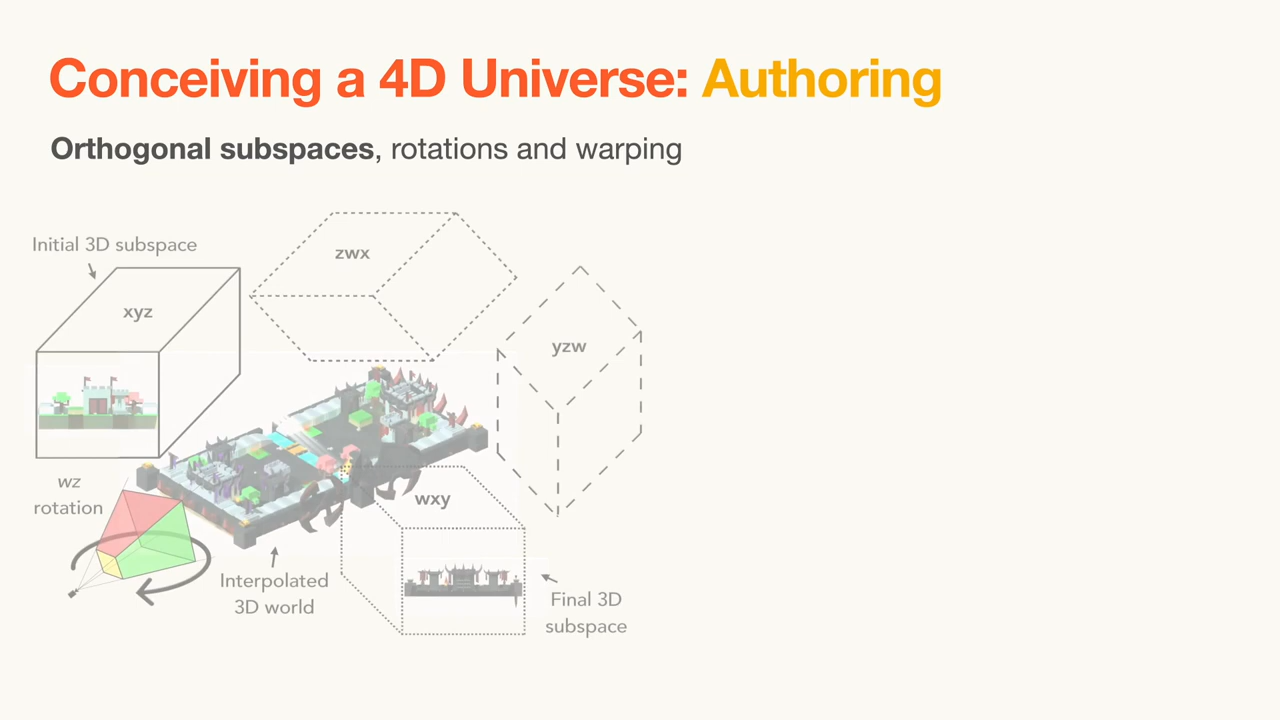 Conceiving a 4D Universe: Authoring
Orthogonal subspaces, rotations and warping
Initial 3D subspace
zwx
xyz
yzw
wz
rotation
wxy
Interpolated
3D world
Final 3D
subspace